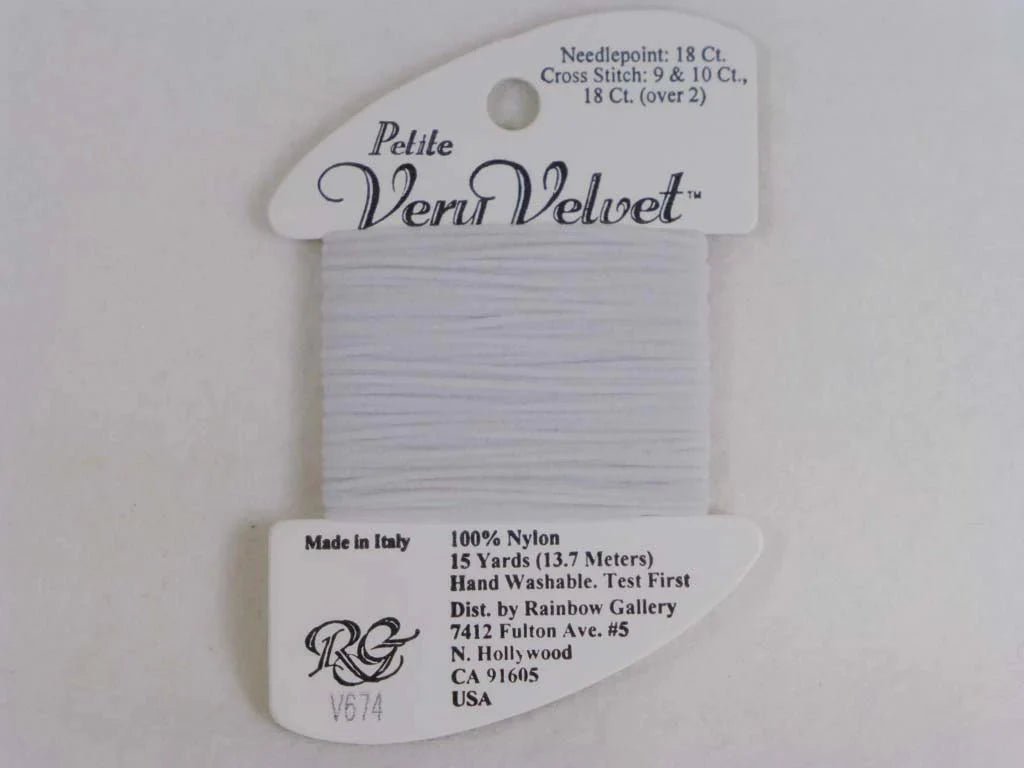 Needlepoint: 18 Ct.
Cross Stitch: 9 & 10 Ct.,
18 Ct. (over 2)
Petite
Very Velvet™
Made in Italy
100% Nylon
15 Yards (13.7 Meters)
Hand Washable. Test First
Dist. by Rainbow Gallery
7412 Fulton Ave. #5
N. Hollywood
CA 91605
USA
RG
V674